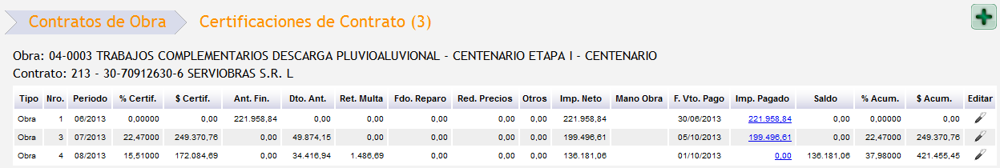 Contratos de Obra Certificaciones de Contrato (3)
Obra: 04-0003 TRABAJOS COMPLEMENTARIOS DESCARGA PLUVIOALUVIONAL - CENTENARIO ETAPA I - CENTENARIO
Contrato: 213 - 30-70912630-6 SERVIOBRAS S.R. L
Tipo Nro. Periodo % Certif. $ Certif. Ant. Fin. Dto. Ant. Ret. Multa Fdo. Reparo Red. Precios Otros Imp. Neto Mano Obra F. Vto. Pago Imp. Pagado Saldo % Acum. $ Acum. Editar
Obra 1 06/2013 0,00000 0,00 221.958,84 0,00 0,00 0,00 0,00 0,00 221.958,84 30/06/2013 221.958,84 0,00 0,00000 0,00
Obra 3 07/2013 22,47000 249.370,76 0,00 49.874,15 0,00 0,00 0,00 0,00 199.496,61 05/10/2013 199.496,61 0,00 22,47000 249.370,76
Obra 4 08/2013 15,51000 172.084,69 0,00 34.416,94 1.486,69 0,00 0,00 0,00 136.181,06 01/10/2013 0,00 136.181,06 37,98000 421.455,45